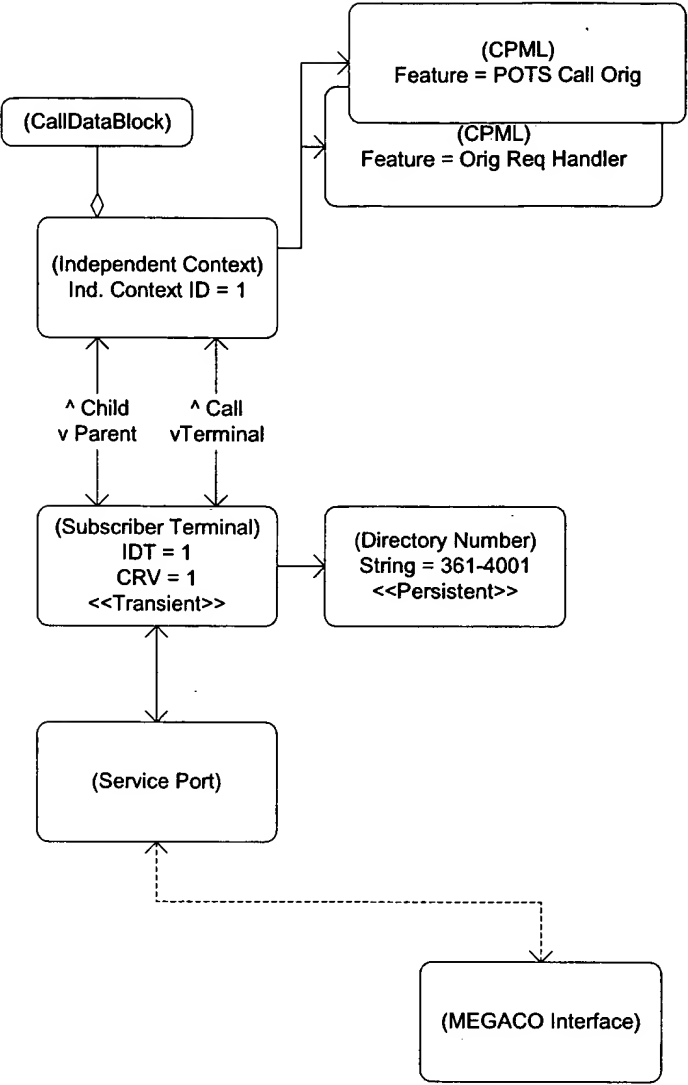 (CPML)
Feature = POTS Call Orig
(CallDataBlock)
(CPML)
Feature = Orig Req Handler
(Independent Context)
Ind. Context ID = 1
^ Child
v Parent
^ Call
vTerminal
(Subscriber Terminal)
IDT = 1
CRV = 1
<<Transient>>
(Directory Number)
String = 361-4001
<<Persistent>>
(Service Port)
(MEGACO Interface)